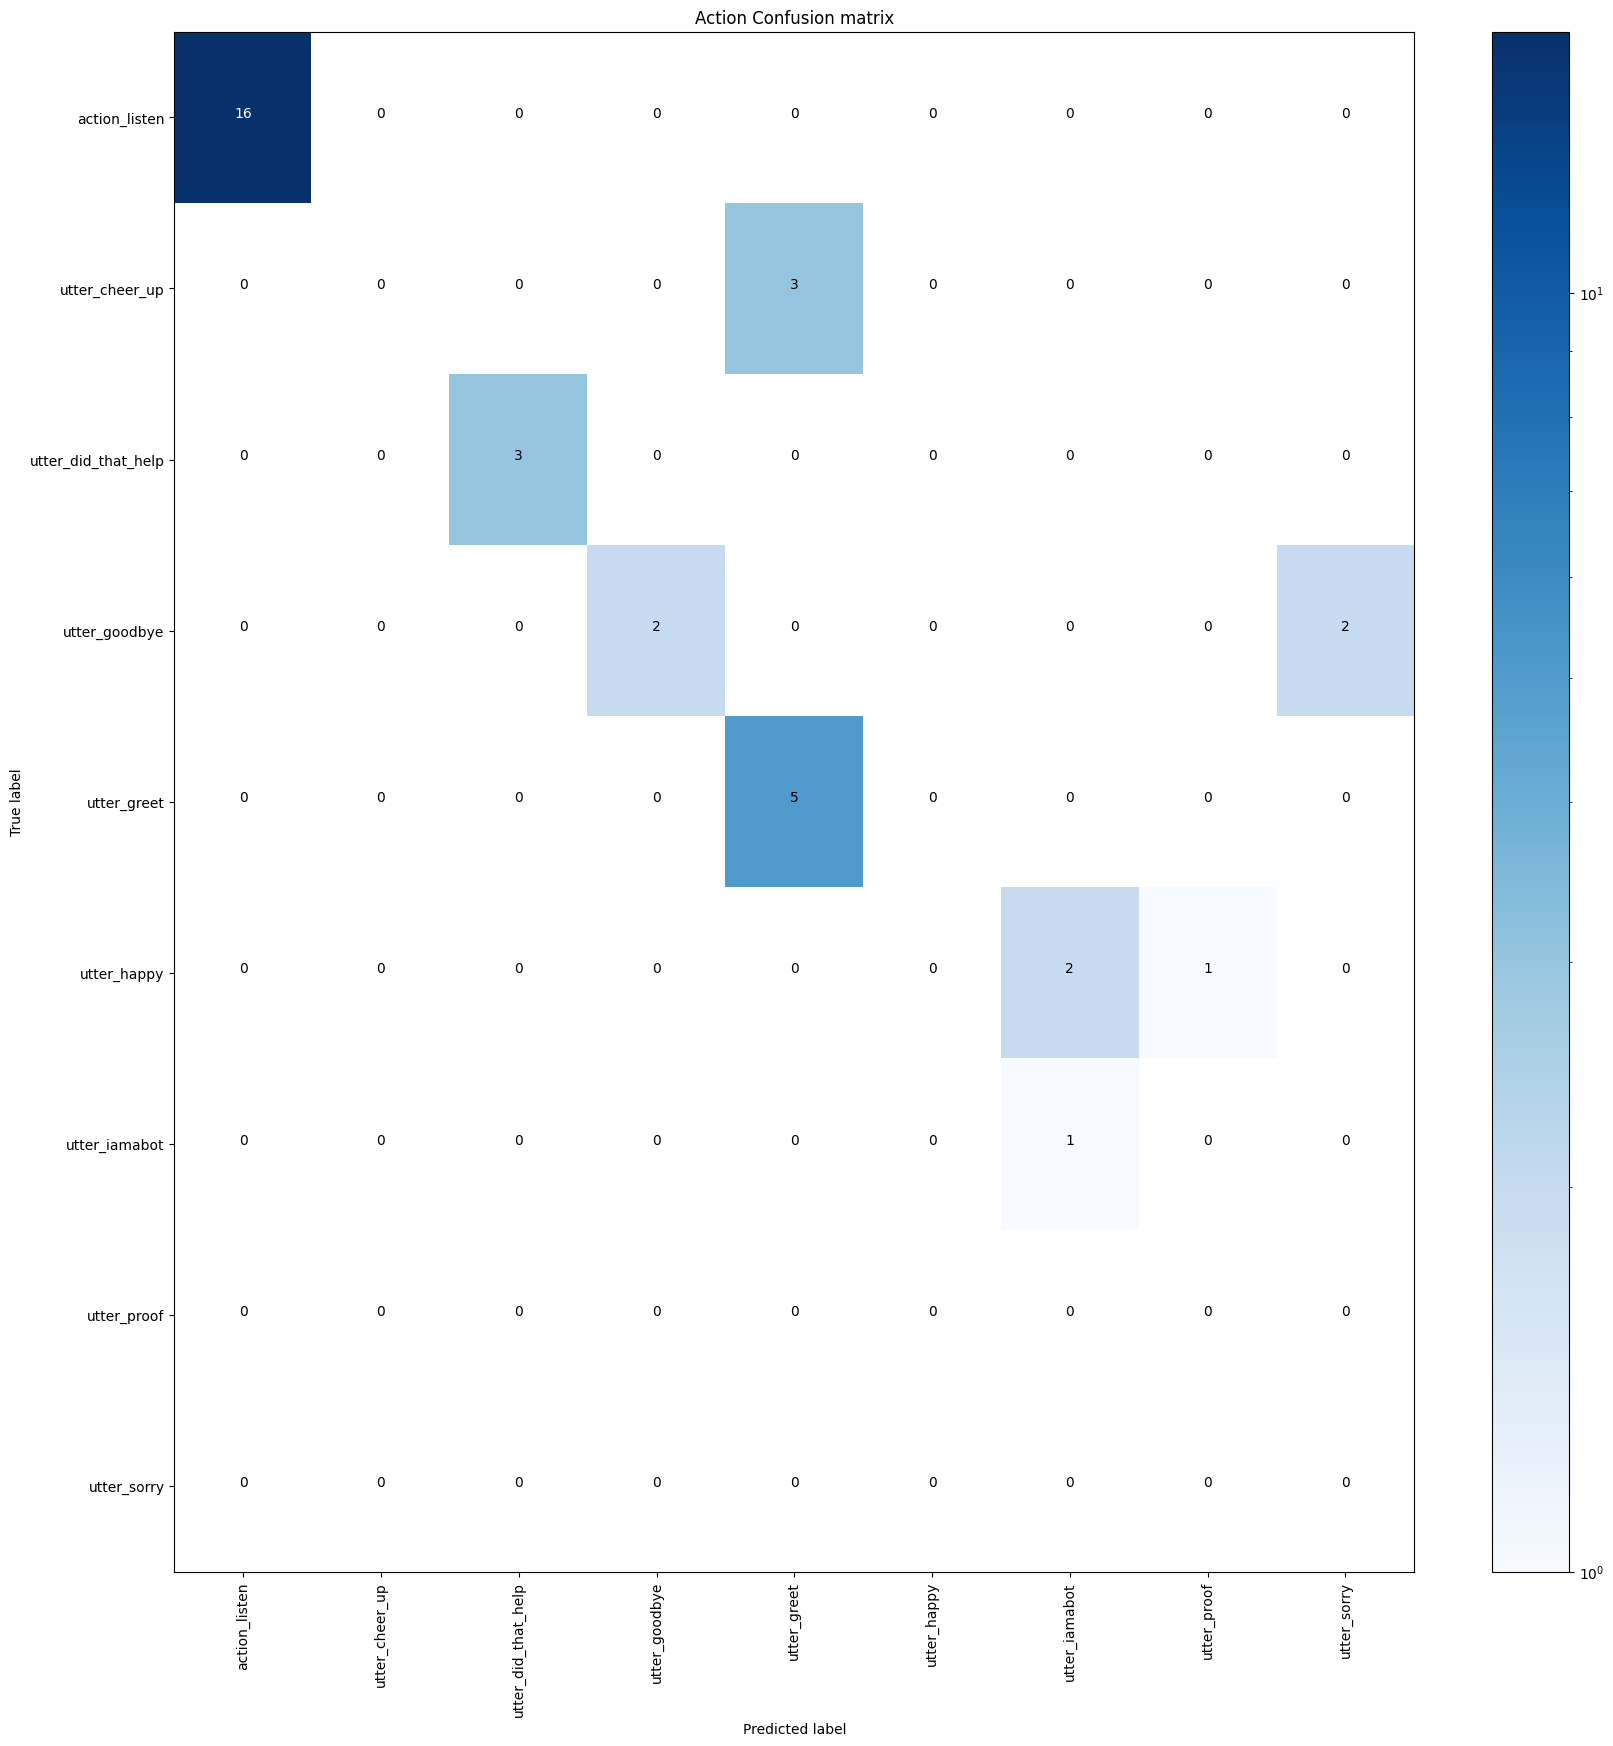 Action Confusion matrix
action_listen 16 0 0 0 0 0 0 0 0
utter_cheer_up 0 0 0 0 3 0 0 0 0
utter_did_that_help 0 0 3 0 0 0 0 0 0
utter_goodbye 0 0 0 2 0 0 0 0 2
utter_greet 0 0 0 0 5 0 0 0 0
utter_happy 0 0 0 0 0 0 2 1 0
utter_iamabot 0 0 0 0 0 0 1 0 0
utter_proof 0 0 0 0 0 0 0 0 0
utter_sorry 0 0 0 0 0 0 0 0 0
True label
action_listen
utter_cheer_up
utter_did_that_help
utter_goodbye
utter_greet
utter_happy
utter_iamabot
utter_proof
utter_sorry
Predicted label
10¹
10⁰